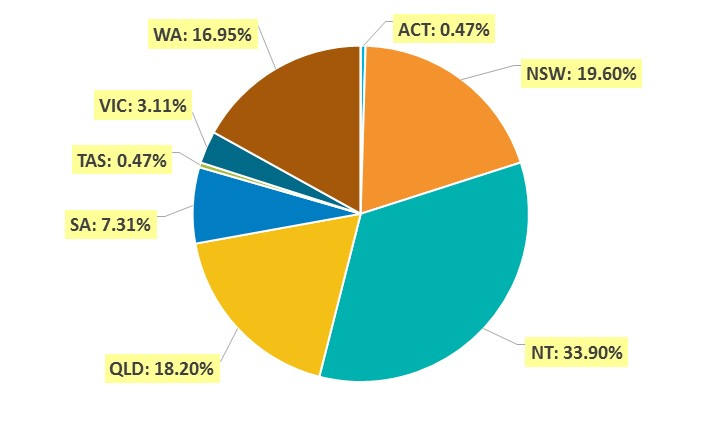 ACT: 0.47%
NSW: 19.60%
NT: 33.90%
QLD: 18.20%
SA: 7.31%
TAS: 0.47%
VIC: 3.11%
WA: 16.95%